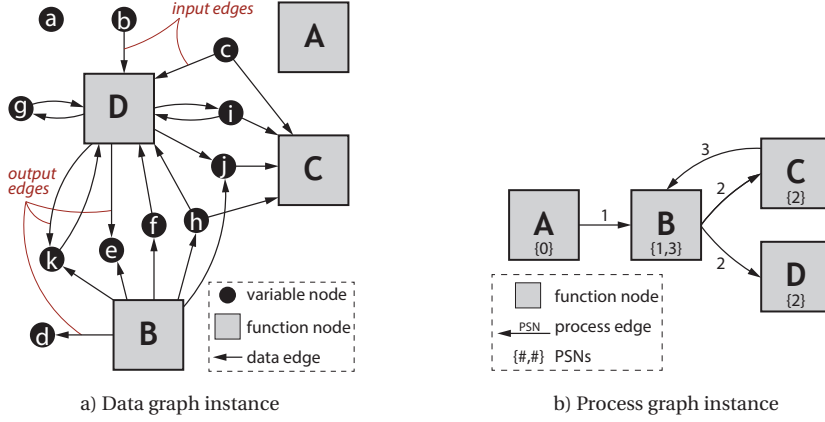 a
b
input edges
c
A
g
D
i
j
C
output
edges
h
f
e
k
B
d
variable node
function node
data edge
a) Data graph instance
3
C
{2}
2
A
{0}
1
B
{1,3}
2
D
{2}
function node
PSN
process edge
{#,#} PSNs
b) Process graph instance